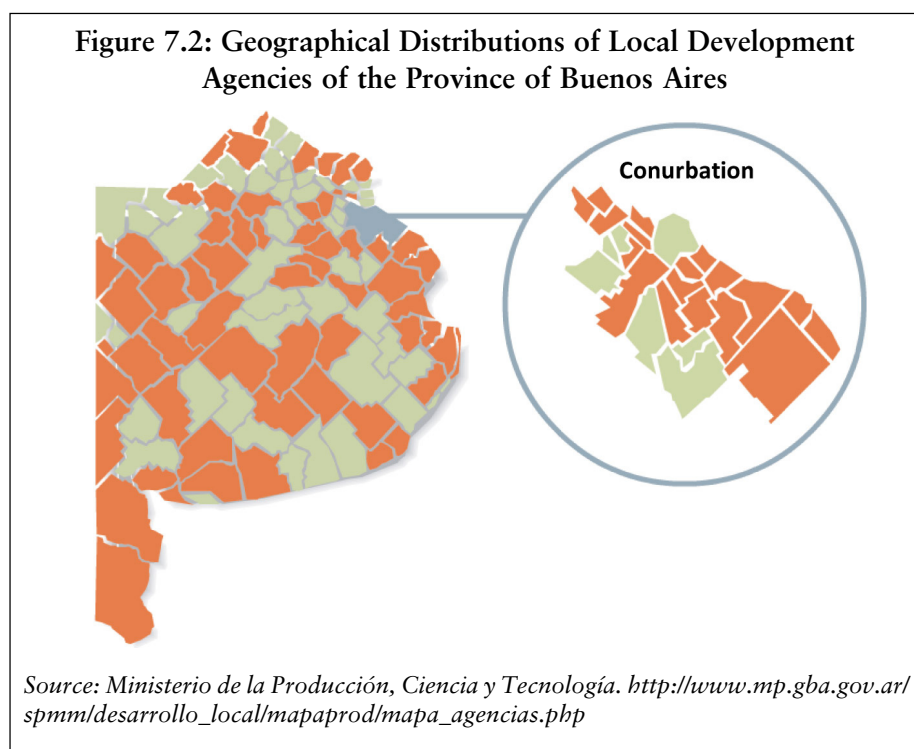 Figure 7.2: Geographical Distributions of Local Development
Agencies of the Province of Buenos Aires
Conurbation
Source: Ministerio de la Producción, Ciencia y Tecnología. http://www.mp.gba.gov.ar/
spmm/desarrollo_local/mapaprod/mapa_agencias.php